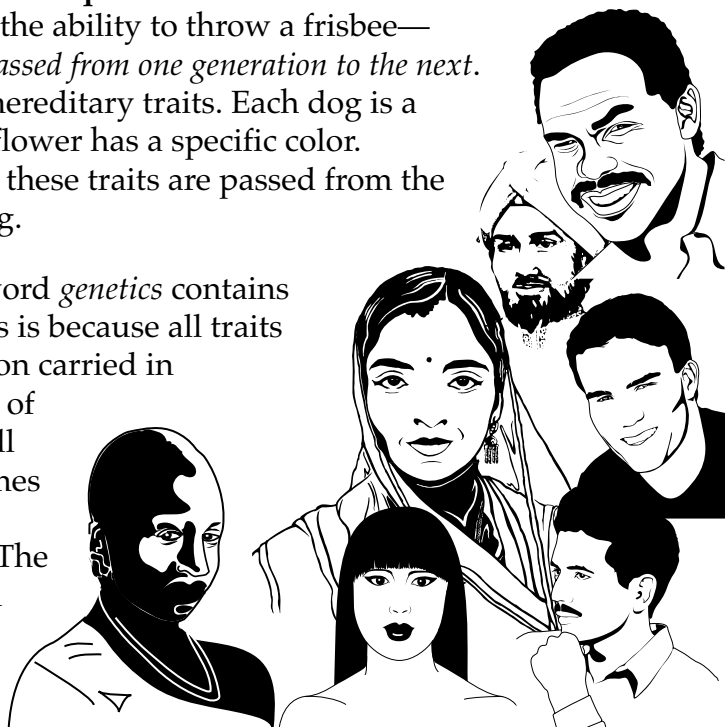 the ability to throw a frisbee—
assed from one generation to the next.
hereditary traits. Each dog is a
flower has a specific color.
these traits are passed from the
g.
word genetics contains
s is because all traits
on carried in
of
ll
nes
The